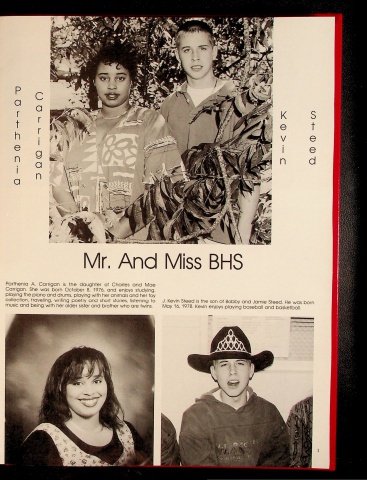 Parthenia
Carrigan
Kevin
Steed
Mr. And Miss BHS
Parthenia A. Carrigan is the daughter of Charles and Mae
Carrigan. She was born October 8, 1976, and enjoys studying,
playing the piano and drums, playing with her animals and her toy
collection, traveling, writing poetry and short stories, listening to
music and being with her older sister and brother who are twins.
J. Kevin Steed is the son of Bobby and Jamie Steed. He was born
May 16, 1978. Kevin enjoys playing baseball and basketball.